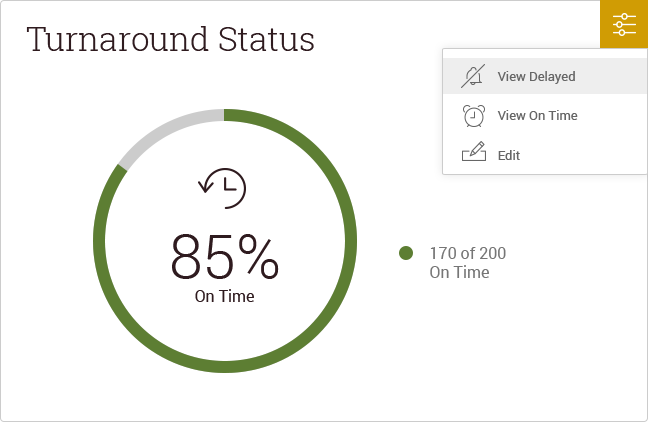 Turnaround Status
View Delayed
View On Time
Edit
85%
On Time
170 of 200
On Time